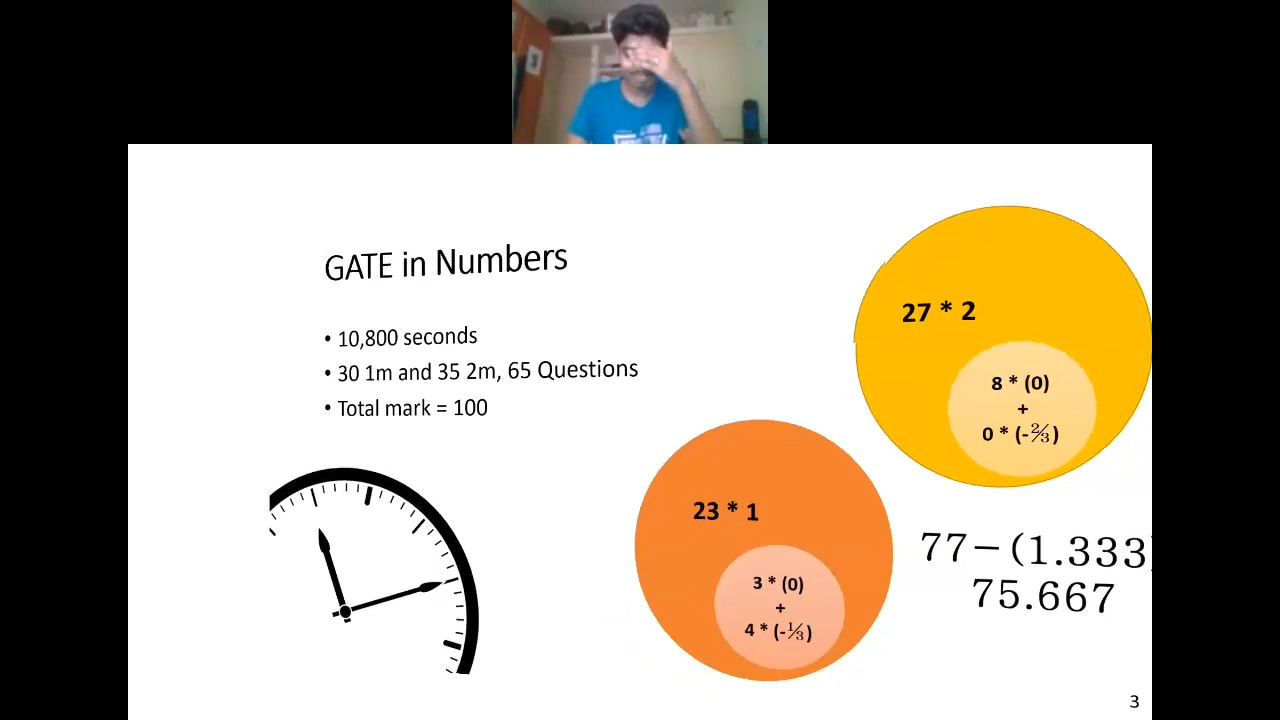 GATE in Numbers
• 10,800 seconds
• 30 1m and 35 2m, 65 Questions
• Total mark = 100
27 * 2
8 * (0)
+
0 * (-⅔)
23 * 1
3 * (0)
+
4 * (-⅓)
77−(1.333)
75.667
3